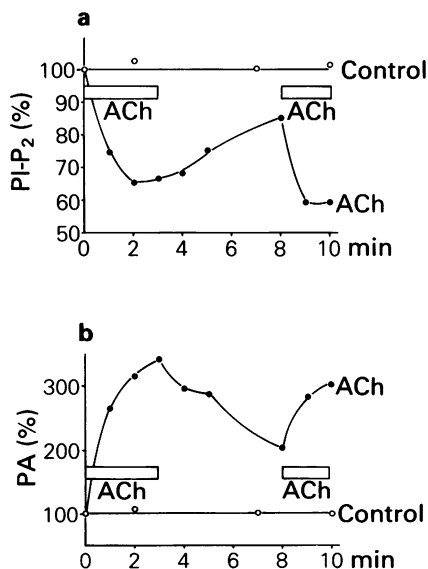 a
PI-P₂ (%)
100
90
80
70
60
50
Control
ACh
ACh
ACh
0 2 4 6 8 10 min
b
PA (%)
300
200
100
ACh
ACh
ACh
Control
0 2 4 6 8 10 min